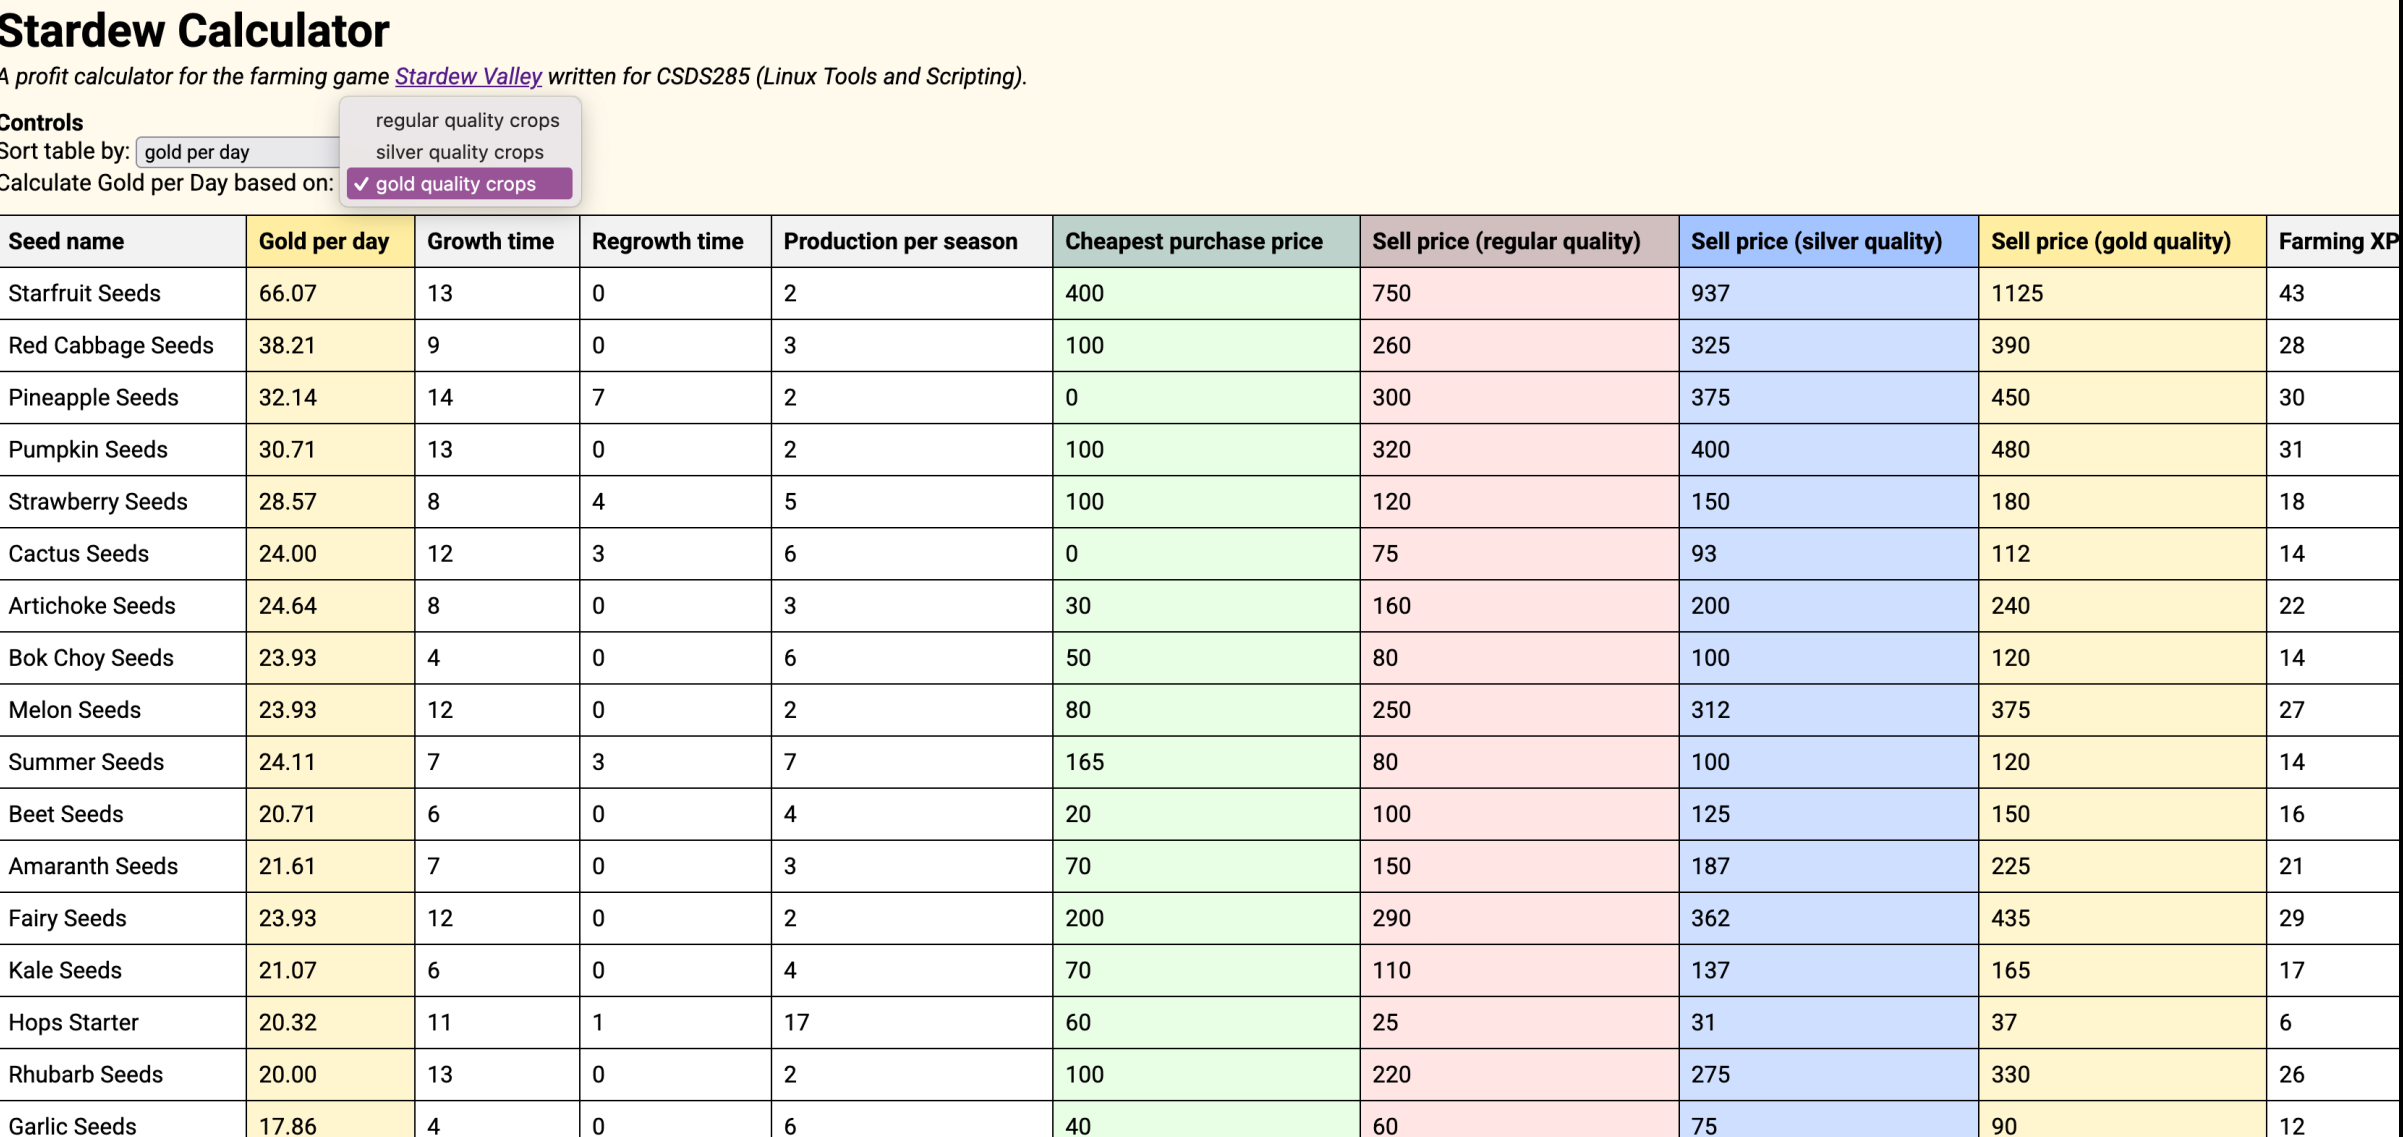 Stardew Calculator
A profit calculator for the farming game Stardew Valley written for CSDS285 (Linux Tools and Scripting).
Controls
Sort table by: gold per day
Calculate Gold per Day based on:
regular quality crops
silver quality crops
✓ gold quality crops
Seed name Gold per day Growth time Regrowth time Production per season Cheapest purchase price Sell price (regular quality) Sell price (silver quality) Sell price (gold quality) Farming XP
Starfruit Seeds 66.07 13 0 2 400 750 937 1125 43
Red Cabbage Seeds 38.21 9 0 3 100 260 325 390 28
Pineapple Seeds 32.14 14 7 2 0 300 375 450 30
Pumpkin Seeds 30.71 13 0 2 100 320 400 480 31
Strawberry Seeds 28.57 8 4 5 100 120 150 180 18
Cactus Seeds 24.00 12 3 6 0 75 93 112 14
Artichoke Seeds 24.64 8 0 3 30 160 200 240 22
Bok Choy Seeds 23.93 4 0 6 50 80 100 120 14
Melon Seeds 23.93 12 0 2 80 250 312 375 27
Summer Seeds 24.11 7 3 7 165 80 100 120 14
Beet Seeds 20.71 6 0 4 20 100 125 150 16
Amaranth Seeds 21.61 7 0 3 70 150 187 225 21
Fairy Seeds 23.93 12 0 2 200 290 362 435 29
Kale Seeds 21.07 6 0 4 70 110 137 165 17
Hops Starter 20.32 11 1 17 60 25 31 37 6
Rhubarb Seeds 20.00 13 0 2 100 220 275 330 26
Garlic Seeds 17.86 4 0 6 40 60 75 90 12